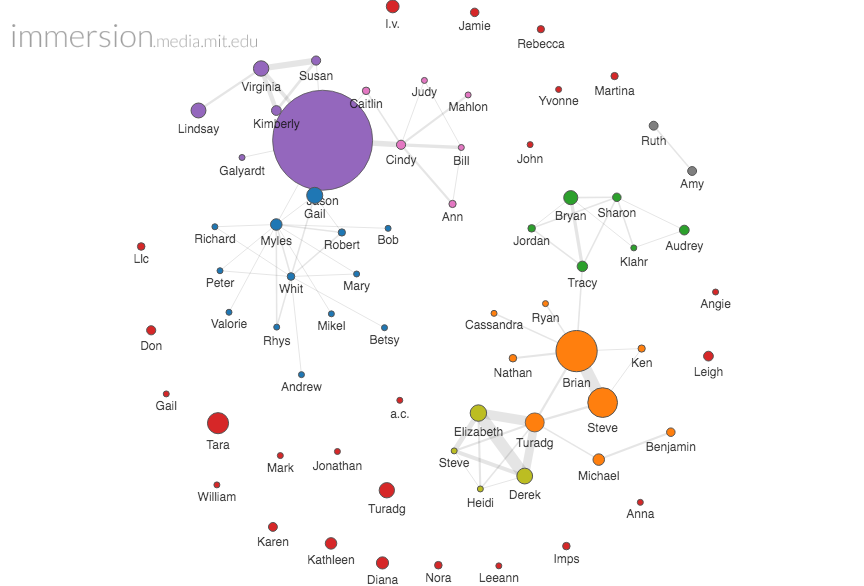 immersion.media.mit.edu
I.v.
Jamie
Rebecca
Susan
Virginia
Caitlin
Judy
Mahlon
Yvonne
Martina
Lindsay
Kimberly
Galyardt
Cindy
Bill
John
Ruth
Amy
Jason
Gail
Ann
Bryan
Sharon
Jordan
Klahr
Audrey
Tracy
Richard
Myles
Robert
Bob
Llc
Peter
Whit
Mary
Valorie
Rhys
Mikel
Betsy
Andrew
Angie
Ryan
Cassandra
Nathan
Brian
Ken
Leigh
Don
Gail
a.c.
Tara
Steve
Elizabeth
Turadg
Benjamin
Michael
Steve
Heidi
Derek
Mark
Jonathan
William
Turadg
Anna
Karen
Kathleen
Diana
Nora
Leeann
Imps